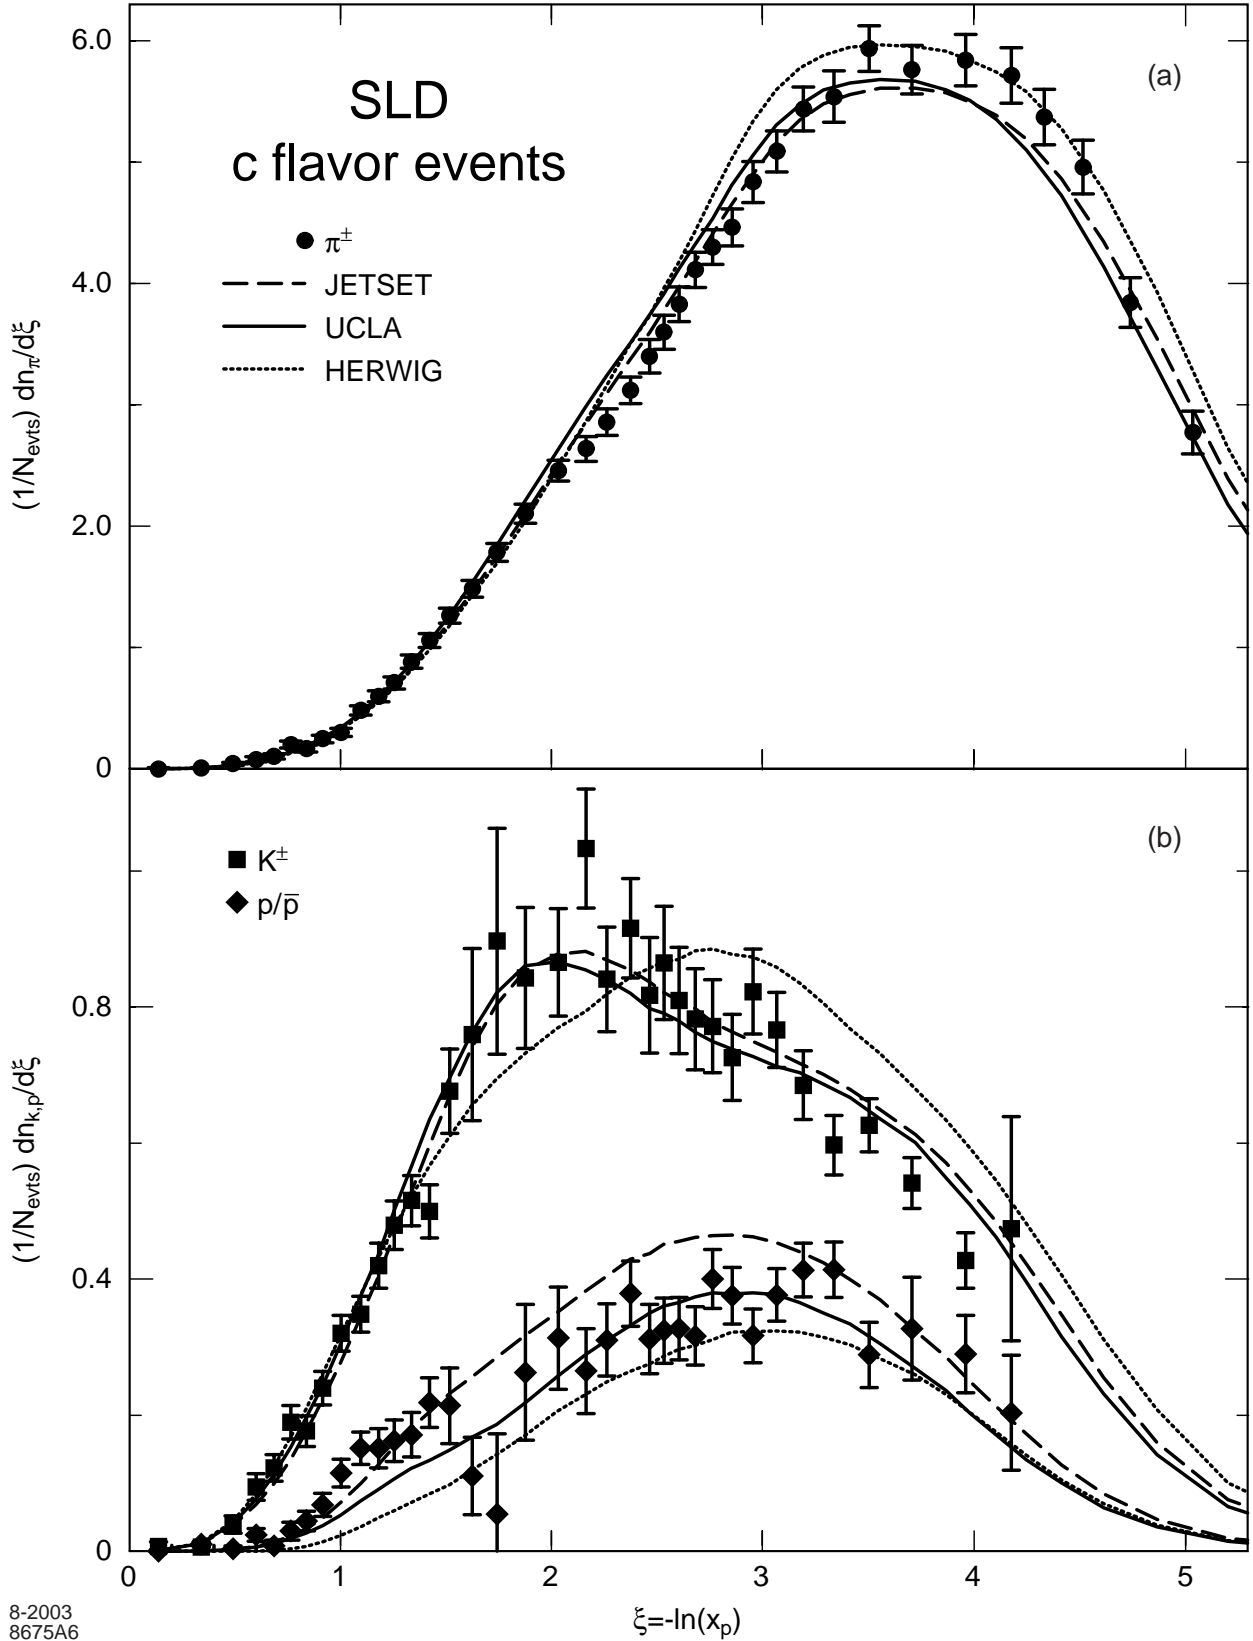 6.0
(a)
SLD
c flavor events
π±
JETSET
UCLA
HERWIG
4.0
2.0
0
(1/Nevts) dnπ/dξ
(b)
K±
p/p̄
0.8
0.4
0
(1/Nevts) dnk,p/dξ
0 1 2 3 4 5
ξ=-ln(xp)
8-2003
8675A6